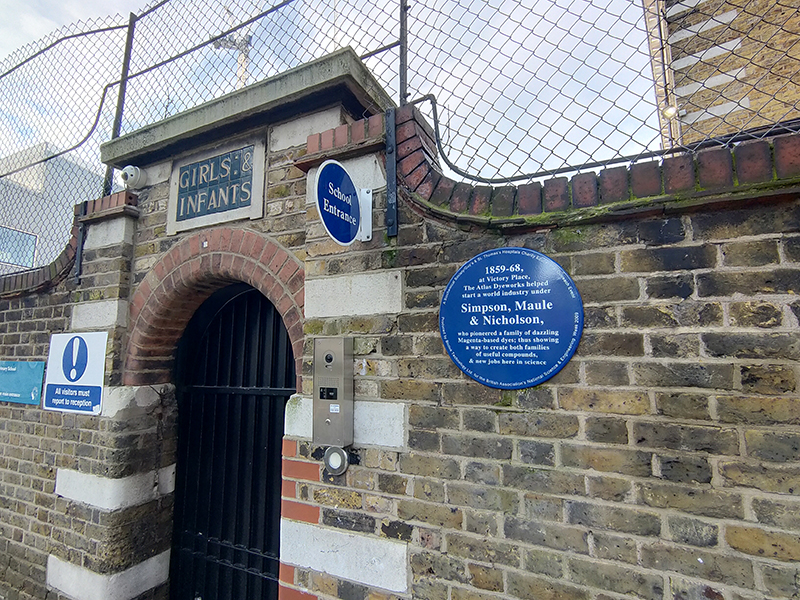 GIRLS: &
INFANTS
School
Entrance
All visitors must
report to reception
1859-68,
at Victory Place,
The Atlas Dyeworks helped
start a world industry under
Simpson, Maule
& Nicholson,
who pioneered a family of dazzling
Magenta-based dyes; thus showing
a way to create both families
of useful compounds,
& new jobs here in science